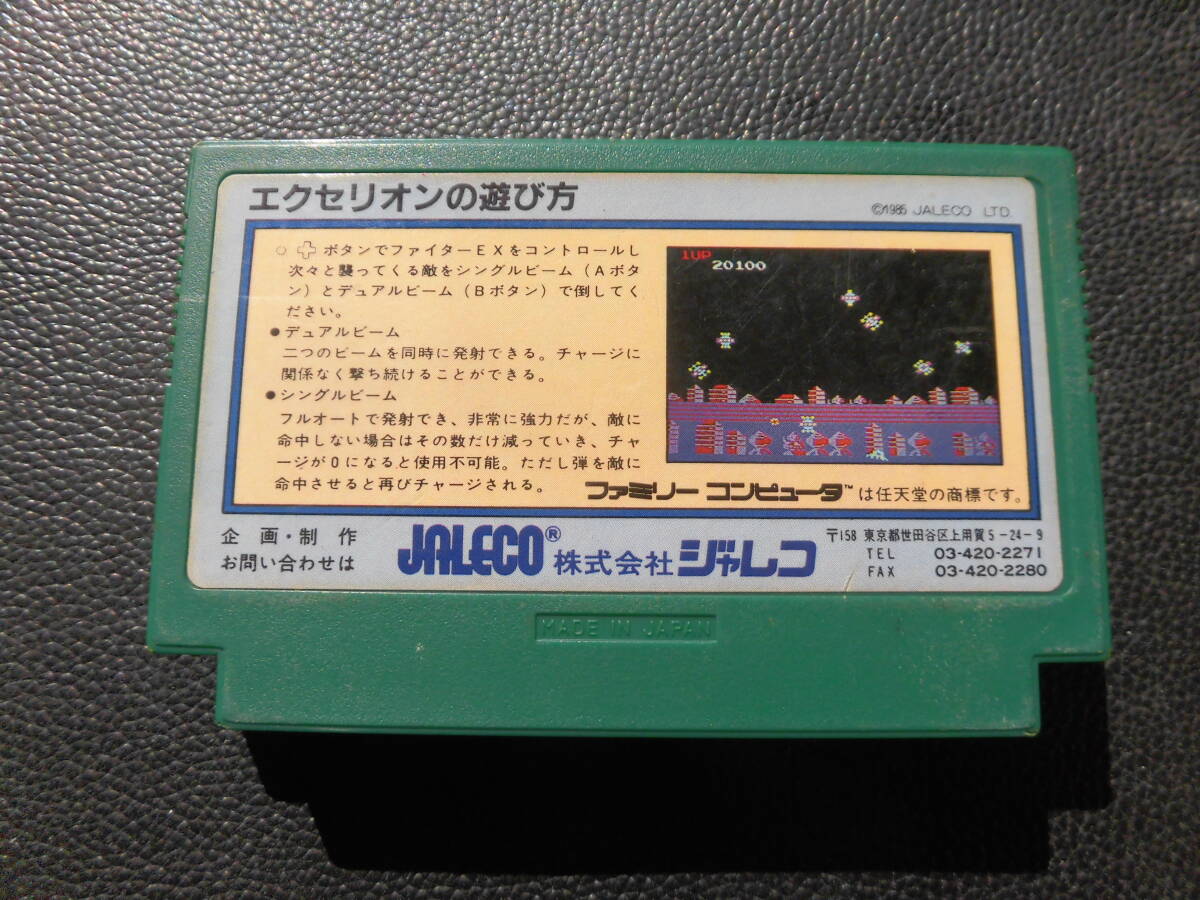 エクセリオンの遊び方
©1985 JALECO LTD.
○ ✚ ボタンでファイターEXをコントロールし
次々と襲ってくる敵をシングルビーム(Aボタ
ン)とデュアルビーム(Bボタン)で倒してく
ださい。
●デュアルビーム
二つのビームを同時に発射できる。チャージに
関係なく撃ち続けることができる。
●シングルビーム
フルオートで発射でき、非常に強力だが、敵に
命中しない場合はその数だけ減っていき、チャ
ージが0になると使用不可能。ただし弾を敵に
命中させると再びチャージされる。
1UP
20100
ファミリー コンピュータ™は任天堂の商標です。
企画・制作
お問い合わせは
JALECO® 株式会社 ジャレコ
〒158 東京都世田谷区上用賀5-24-9
TEL 03-420-2271
FAX 03-420-2280
MADE IN JAPAN